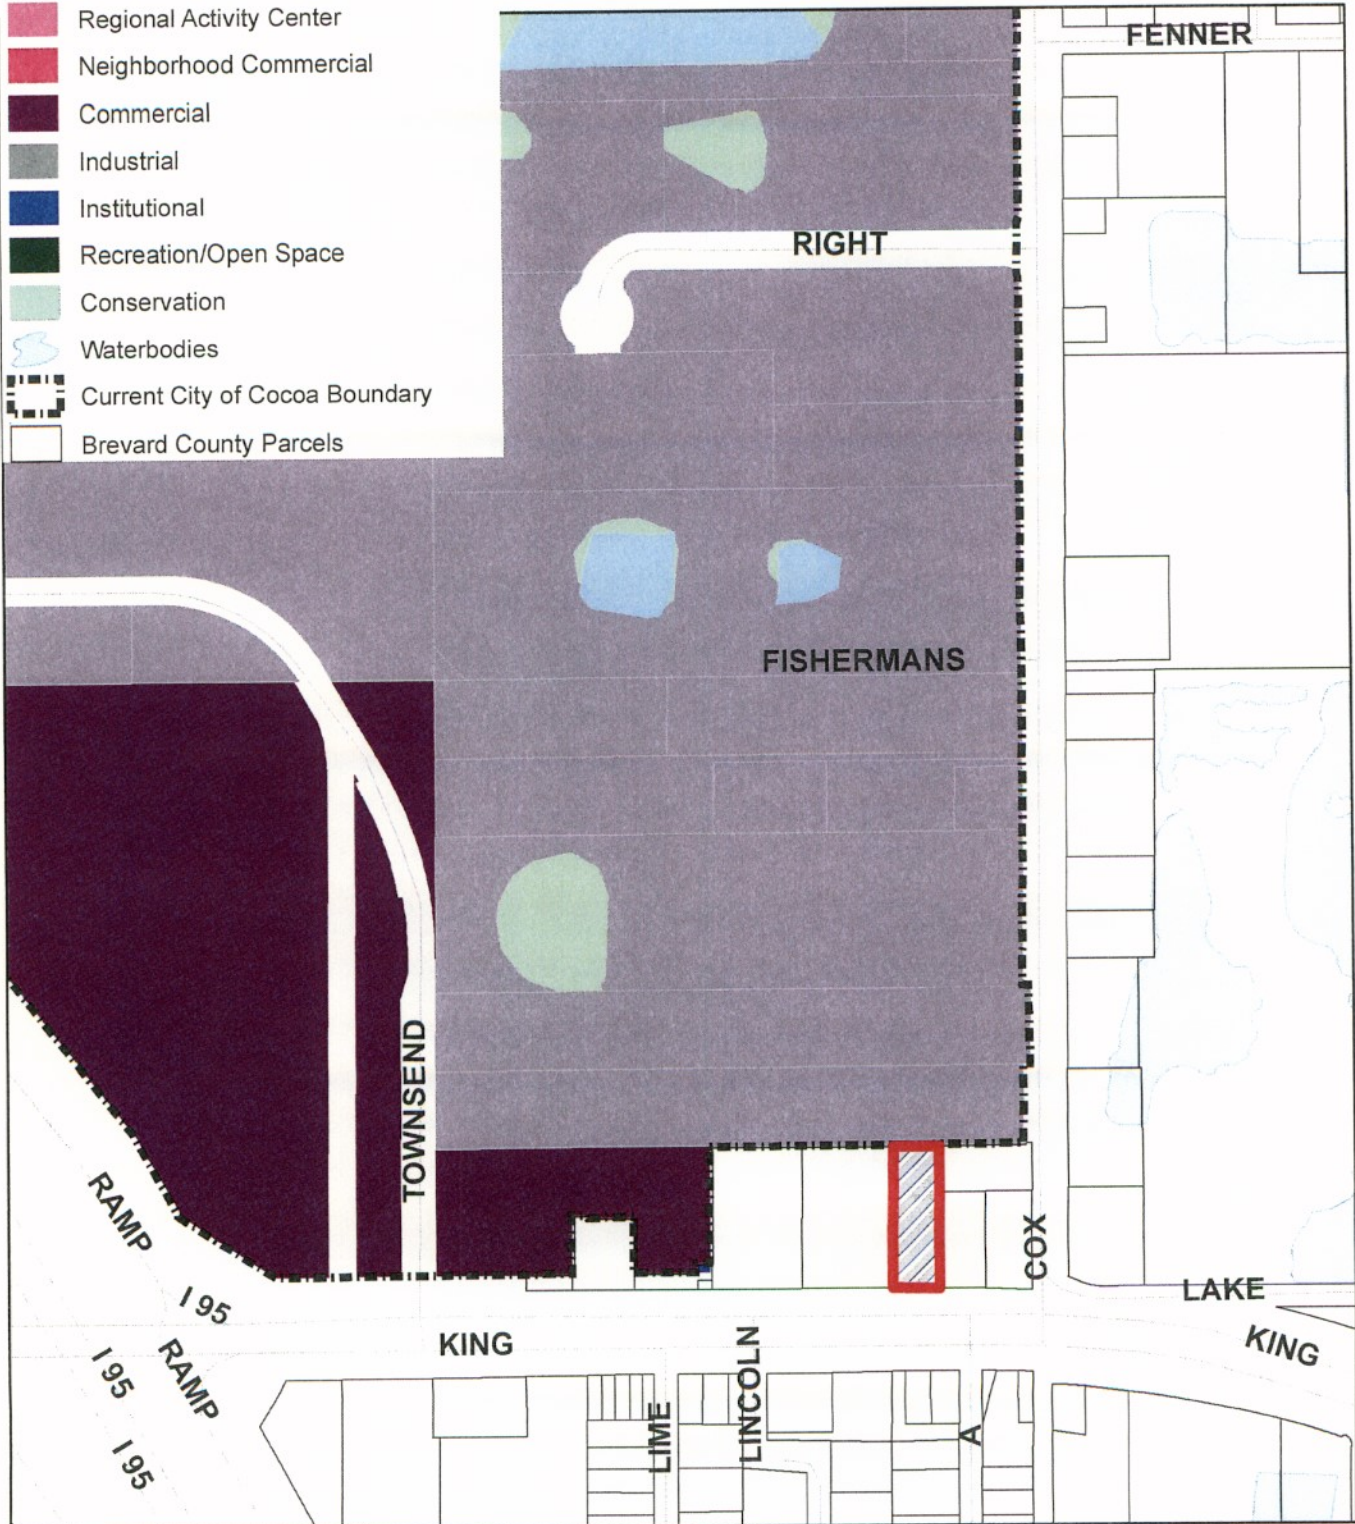 Regional Activity Center
Neighborhood Commercial
Commercial
Industrial
Institutional
Recreation/Open Space
Conservation
Waterbodies
Current City of Cocoa Boundary
Brevard County Parcels
FENNER
RIGHT
FISHERMANS
TOWNSEND
RAMP
I 95
COX
LAKE
KING
KING
I 95
RAMP
I 95
LIME
LINCOLN
A